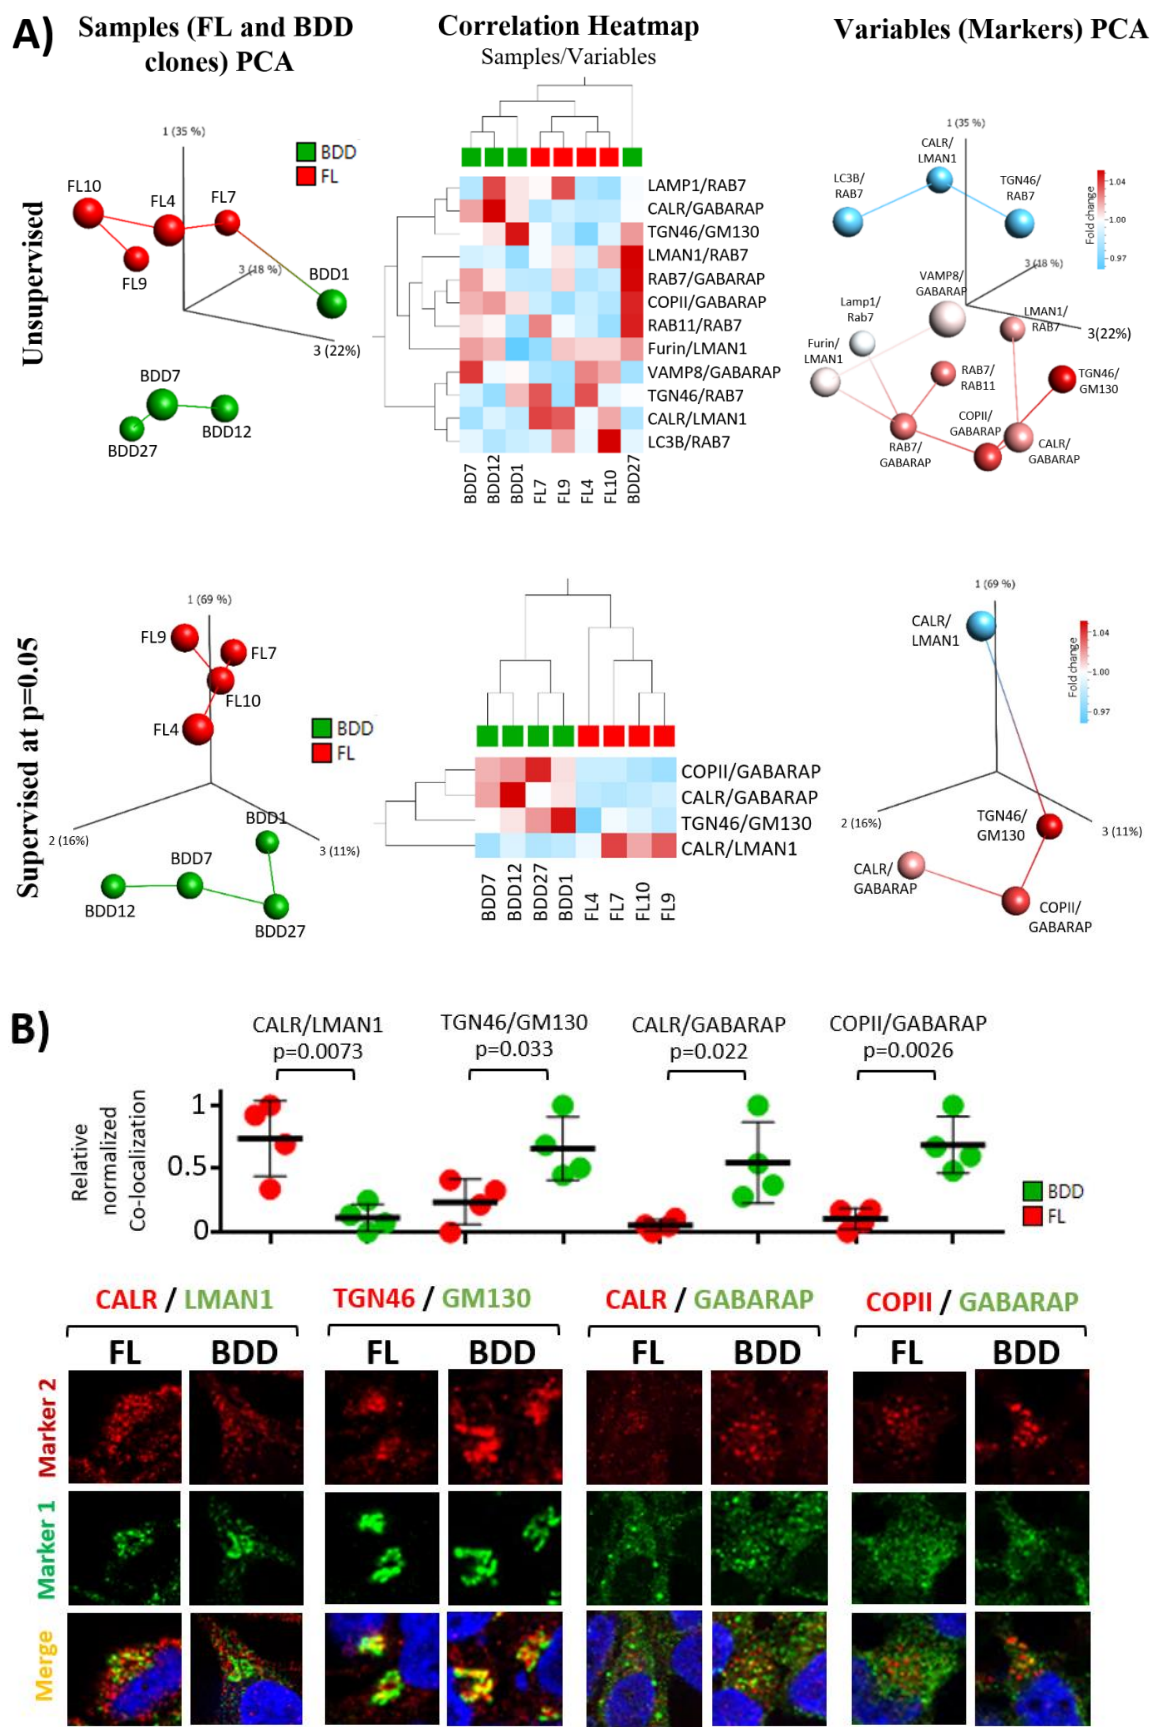 A)
Samples (FL and BDD
clones) PCA
Correlation Heatmap
Samples/Variables
Variables (Markers) PCA
Unsupervised
1 (35 %)
BDD
FL
FL10
FL4
FL7
FL9
BDD1
3 (18 %)
3 (22%)
BDD7
BDD12
BDD27
LAMP1/RAB7
CALR/GABARAP
TGN46/GM130
LMAN1/RAB7
RAB7/GABARAP
COPII/GABARAP
RAB11/RAB7
Furin/LMAN1
VAMP8/GABARAP
TGN46/RAB7
CALR/LMAN1
LC3B/RAB7
BDD7
BDD12
BDD1
FL7
FL9
FL4
FL10
BDD27
1 (35 %)
CALR/
LMAN1
LC3B/
RAB7
TGN46/
RAB7
Fold change
1.04
1.00
0.97
3 (18 %)
VAMP8/
GABARAP
Lamp1/
Rab7
LMAN1/
RAB7
3(22%)
Furin/
LMAN1
RAB7/
RAB11
TGN46/
GM130
COPII/
GABARAP
RAB7/
GABARAP
CALR/
GABARAP
Supervised at p=0.05
1 (69 %)
FL9
FL7
FL10
FL4
BDD
FL
BDD1
2 (16%)
3 (11%)
BDD7
BDD12
BDD27
COPII/GABARAP
CALR/GABARAP
TGN46/GM130
CALR/LMAN1
BDD7
BDD12
BDD27
BDD1
FL4
FL7
FL10
FL9
1 (69 %)
CALR/
LMAN1
Fold change
1.04
1.00
0.97
TGN46/
GM130
2 (16%)
3 (11%)
CALR/
GABARAP
COPII/
GABARAP
B)
CALR/LMAN1
p=0.0073
TGN46/GM130
p=0.033
CALR/GABARAP
p=0.022
COPII/GABARAP
p=0.0026
Relative
normalized
Co-localization
1
0.5
0
BDD
FL
CALR / LMAN1
TGN46 / GM130
CALR / GABARAP
COPII / GABARAP
FL BDD FL BDD FL BDD FL BDD
Marker 2
Marker 1
Merge